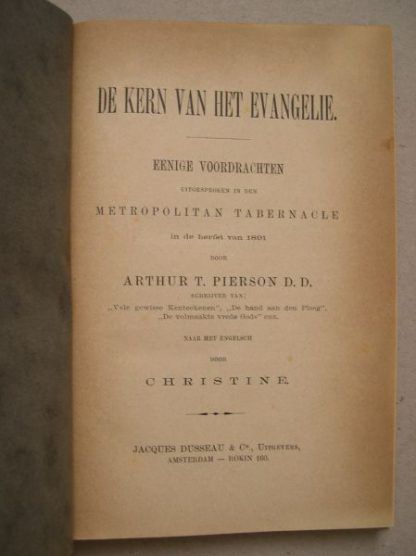 DE KERN VAN HET EVANGELIE.
EENIGE VOORDRACHTEN
UITGESPROKEN IN DEN
METROPOLITAN TABERNACLE
in de herfst van 1891
DOOR
ARTHUR T. PIERSON D. D.
SCHRIJVER VAN:
„Vele gewisse Kenteekenen", „De hand aan den Ploeg",
„De volmaakte vrede Gods" enz.
NAAR HET ENGELSCH
DOOR
CHRISTINE.
JACQUES DUSSEAU & Co., UITGEVERS,
AMSTERDAM — ROKIN 160.